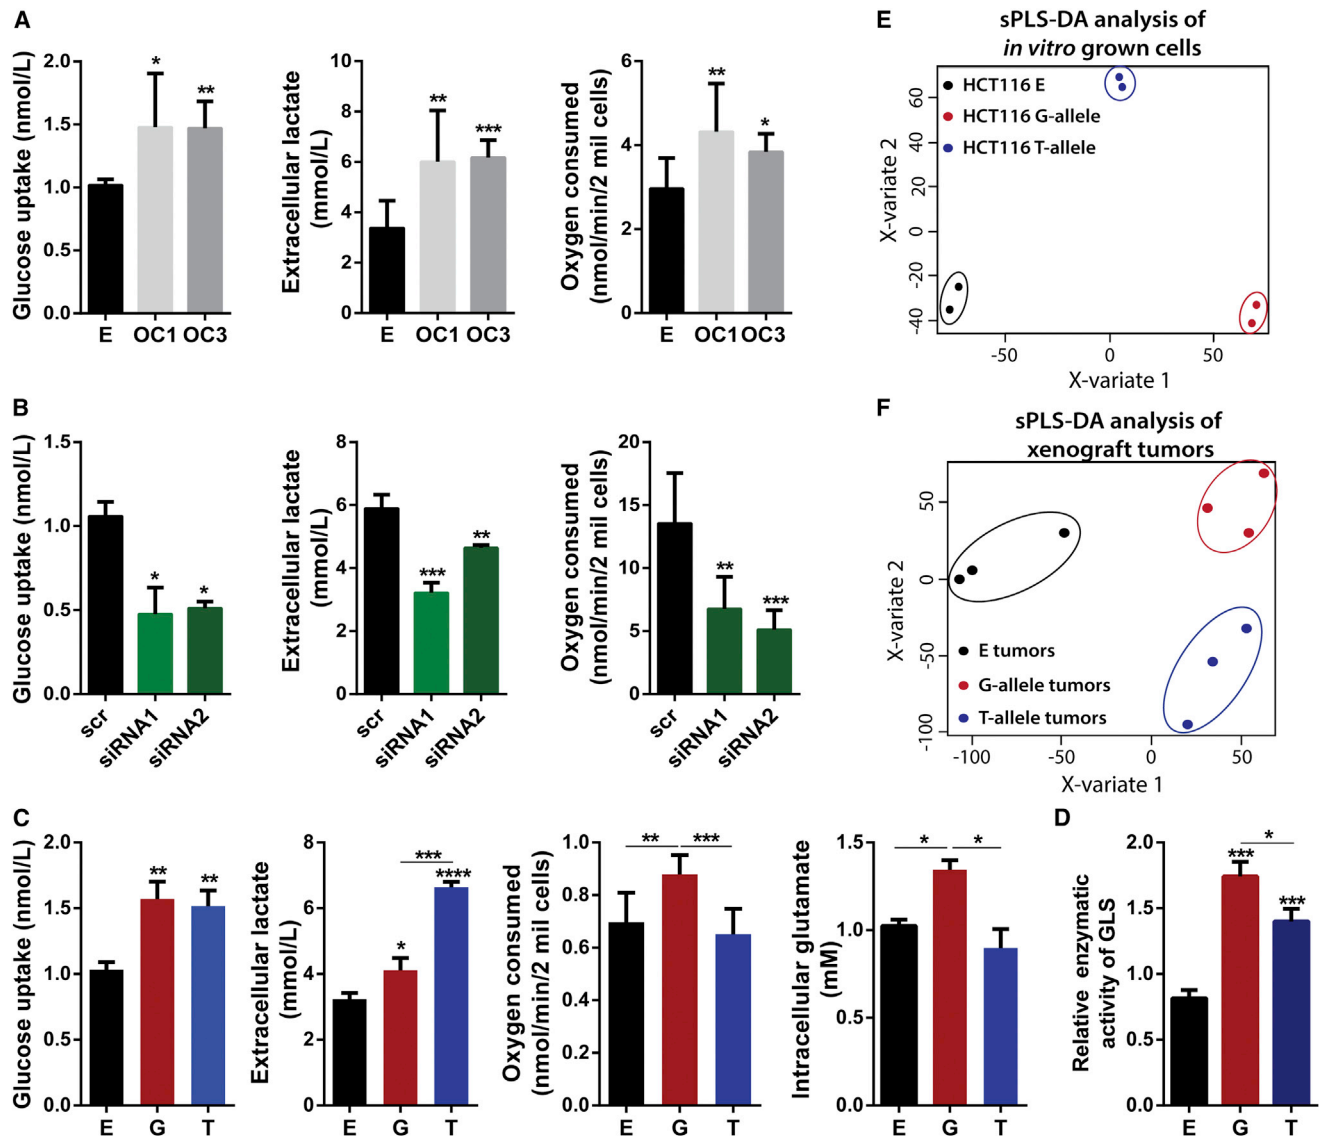 A
Glucose uptake (nmol/L)
2.0
1.5
1.0
0.5
0.0
*
**
E OC1 OC3
Extracellular lactate
(mmol/L)
10
8
6
4
2
0
**
***
E OC1 OC3
Oxygen consumed
(nmol/min/2 mil cells)
6
4
2
0
**
*
E OC1 OC3
B
Glucose uptake (nmol/L)
1.5
1.0
0.5
0.0
*
*
scr siRNA1 siRNA2
Extracellular lactate
(mmol/L)
8
6
4
2
0
***
**
scr siRNA1 siRNA2
Oxygen consumed
(nmol/min/2 mil cells)
20
15
10
5
0
**
***
scr siRNA1 siRNA2
C
Glucose uptake (nmol/L)
2.0
1.5
1.0
0.5
0.0
**
**
E G T
Extracellular lactate
(mmol/L)
8
6
4
2
0
***
****
*
E G T
Oxygen consumed
(nmol/min/2 mil cells)
1.0
0.8
0.6
0.4
0.2
0.0
** ***
E G T
Intracellular glutamate
(mM)
1.5
1.0
0.5
0.0
* *
E G T
D
Relative enzymatic
activity of GLS
2.0
1.5
1.0
0.5
0.0
*
***
***
E G T
E
sPLS-DA analysis of
in vitro grown cells
HCT116 E
HCT116 G-allele
HCT116 T-allele
X-variate 2
60
40
20
0
-20
-40
-50 0 50
X-variate 1
F
sPLS-DA analysis of
xenograft tumors
X-variate 2
50
0
-50
-100
E tumors
G-allele tumors
T-allele tumors
-100 -50 0 50
X-variate 1